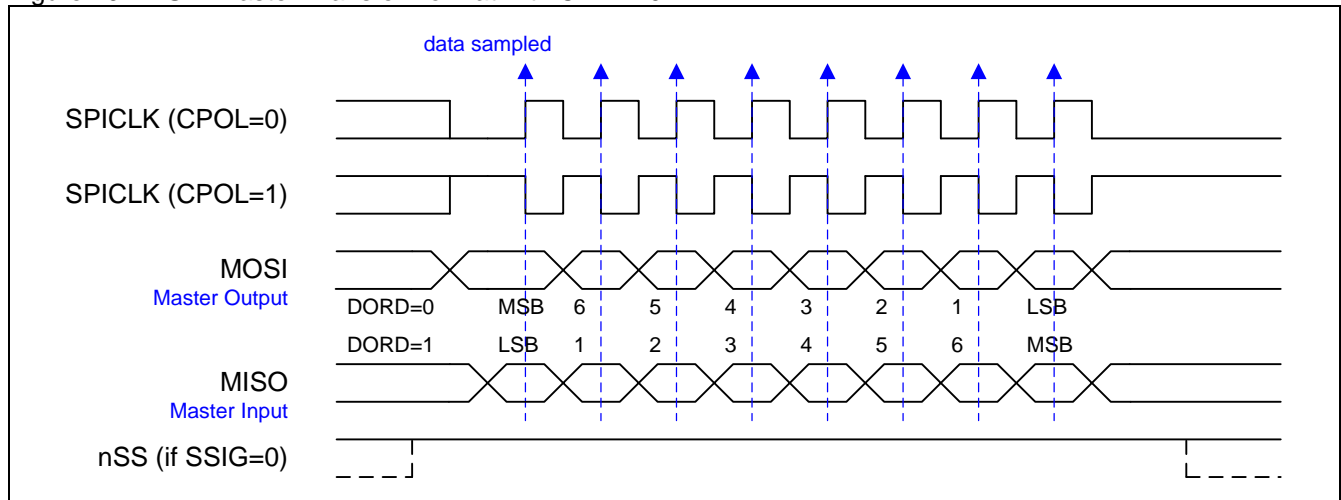 data sampled
SPICLK (CPOL=0)
SPICLK (CPOL=1)
MOSI
Master Output
DORD=0 MSB 6 5 4 3 2 1 LSB
DORD=1 LSB 1 2 3 4 5 6 MSB
MISO
Master Input
nSS (if SSIG=0)